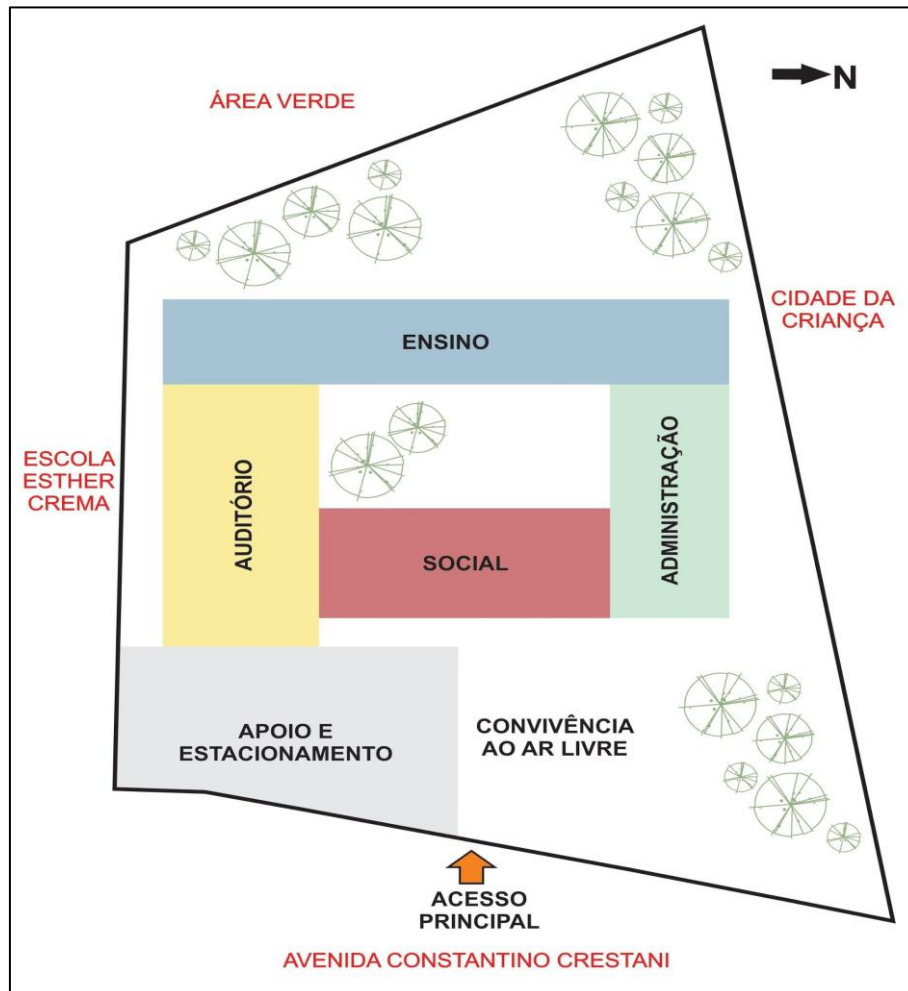 ÁREA VERDE
N
CIDADE DA
CRIANÇA
ENSINO
ESCOLA
ESTHER
CREMA
AUDITÓRIO
ADMINISTRAÇÃO
SOCIAL
APOIO E
ESTACIONAMENTO
CONVIVÊNCIA
AO AR LIVRE
ACESSO
PRINCIPAL
AVENIDA CONSTANTINO CRESTANI